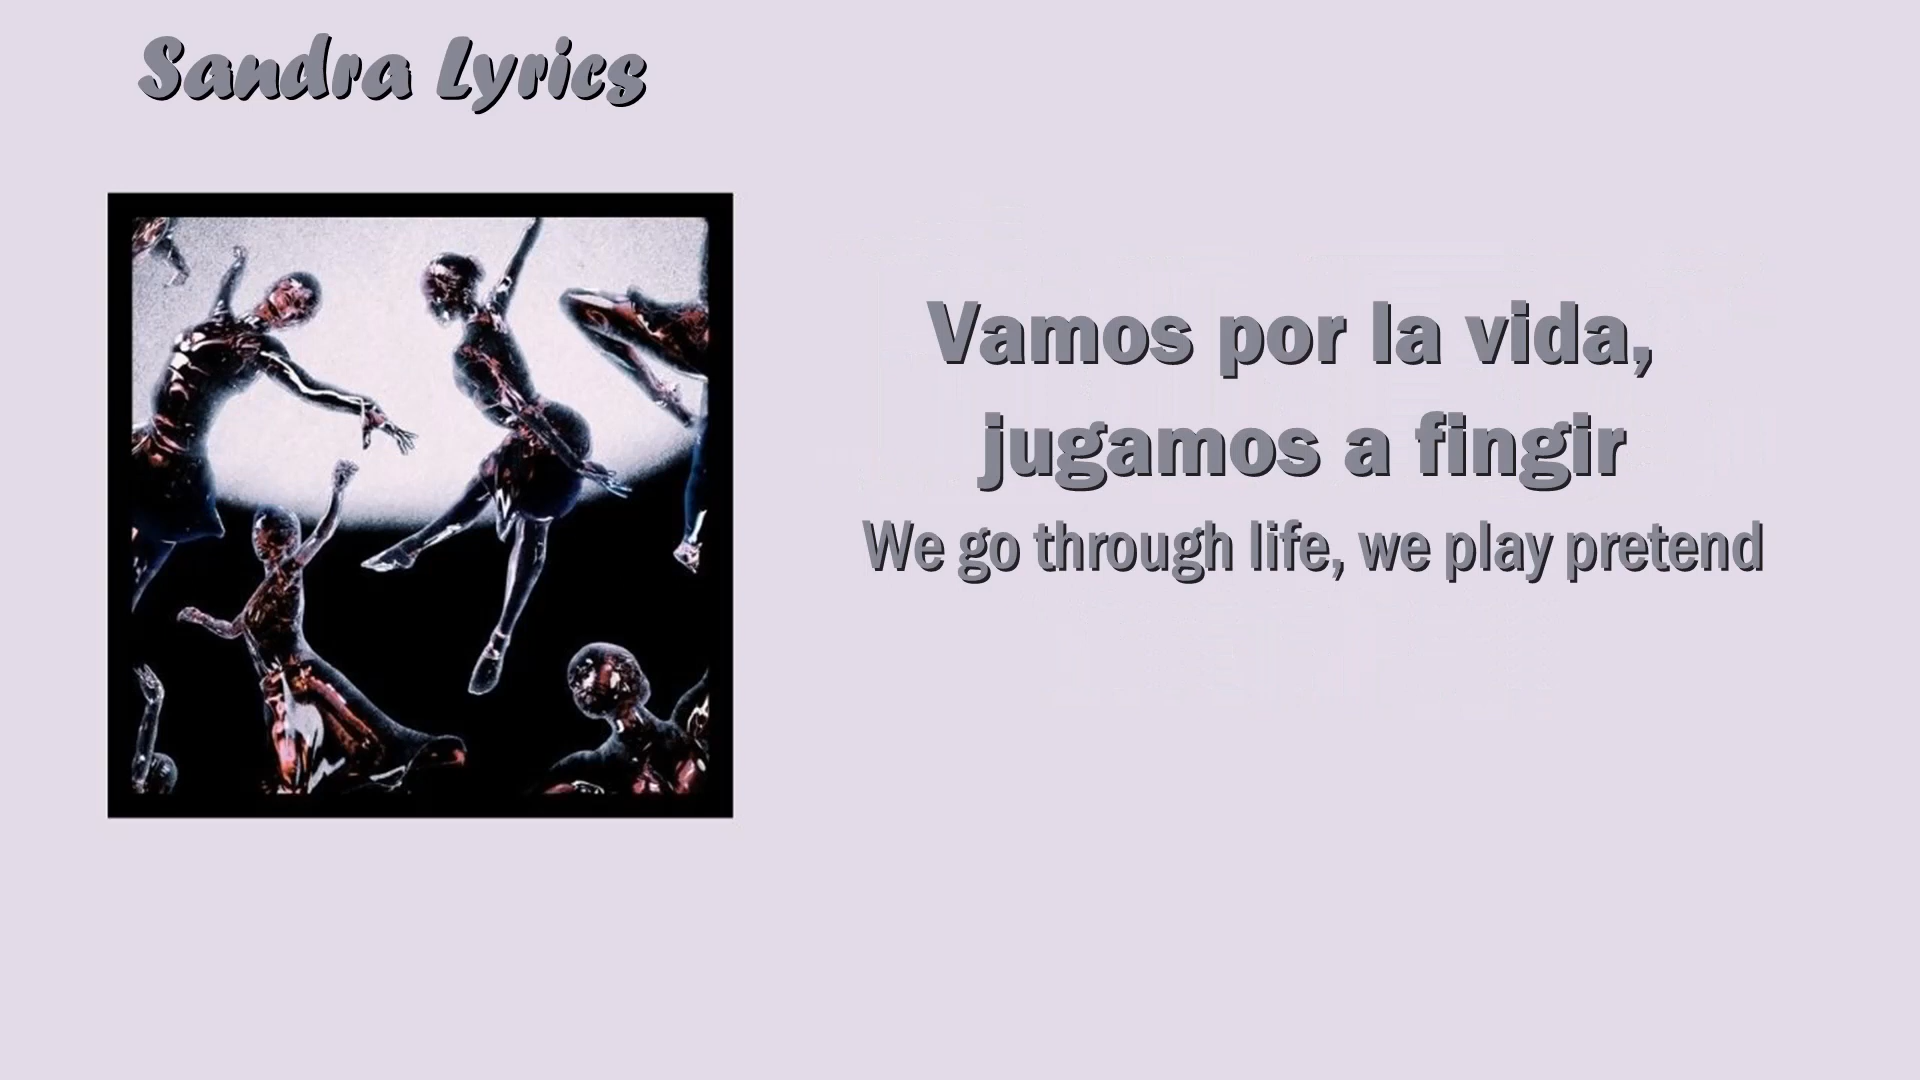 Sandra Lyrics
Vamos por la vida,
jugamos a fingir
We go through life, we play pretend